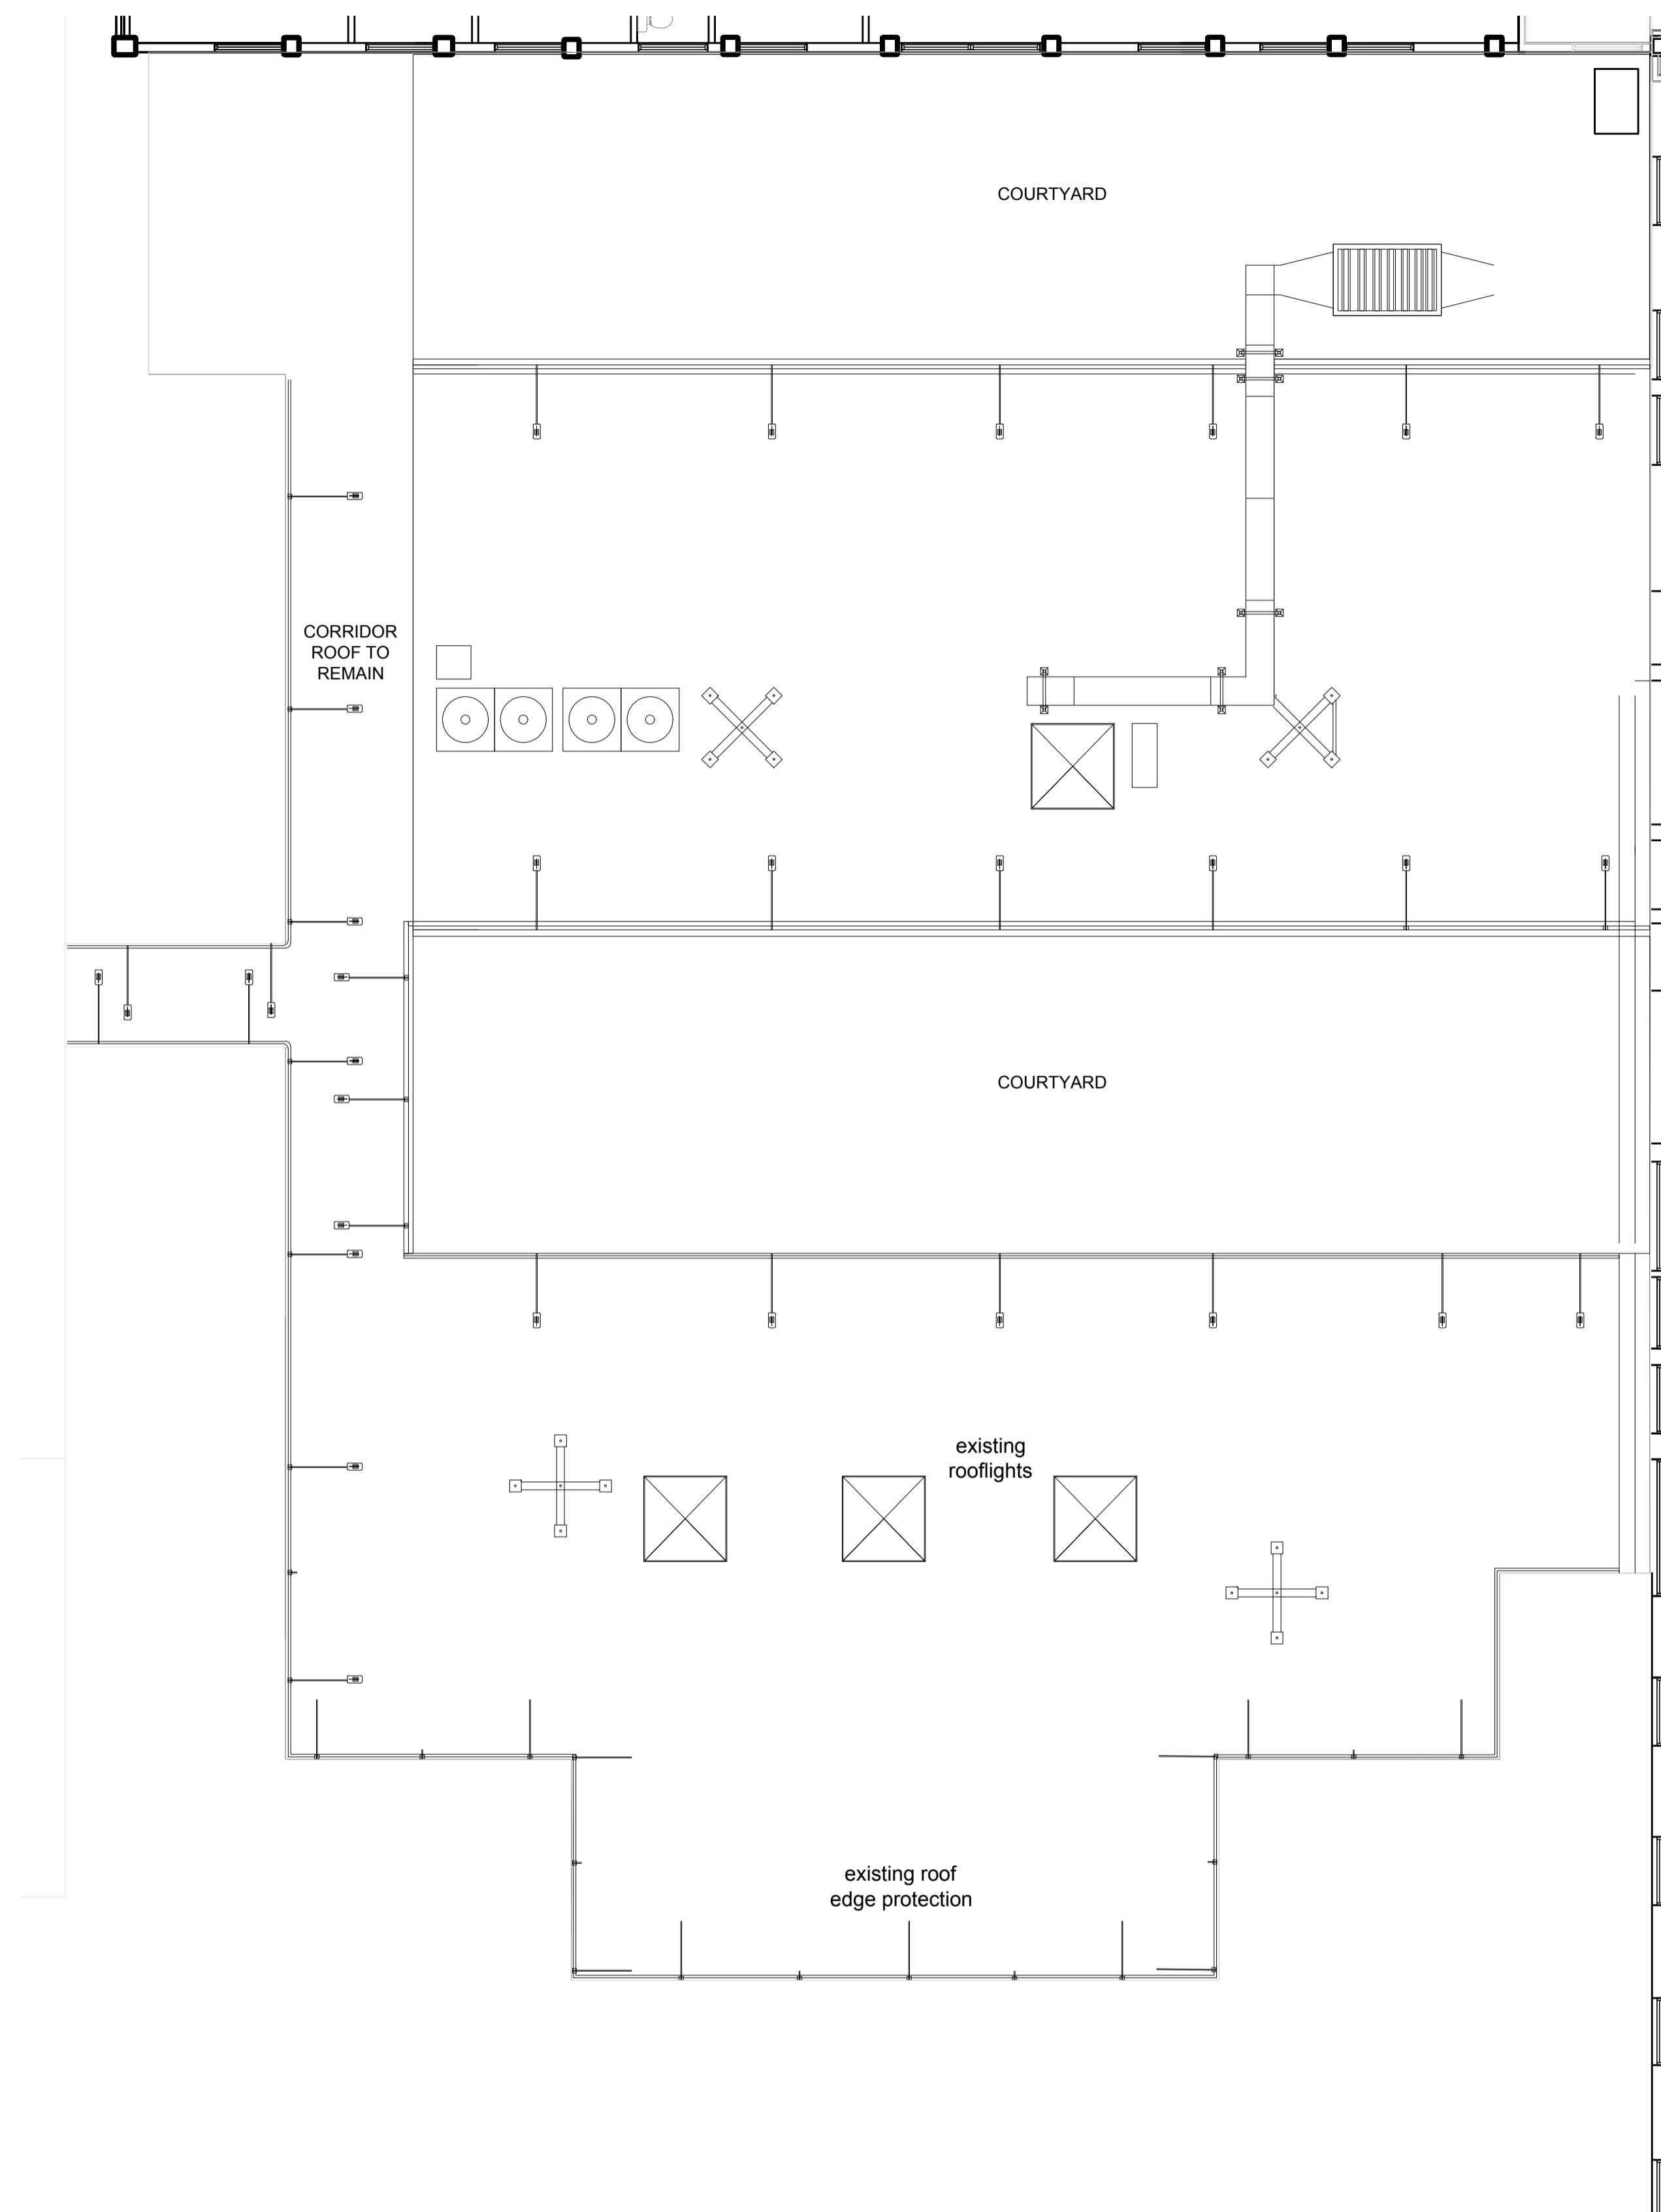 COURTYARD
CORRIDOR
ROOF TO
REMAIN
COURTYARD
existing
rooflights
existing roof
edge protection